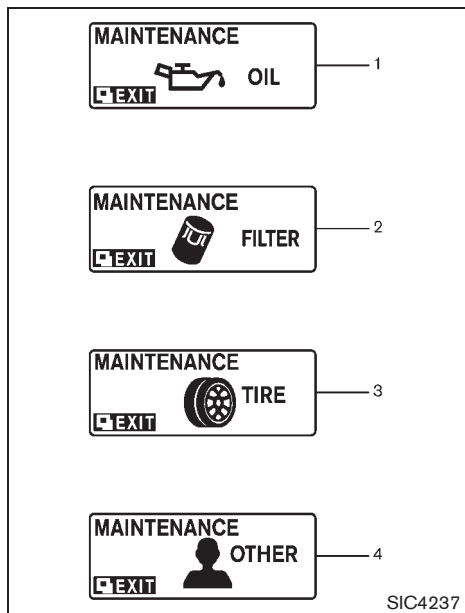 MAINTENANCE
OIL
EXIT
1
MAINTENANCE
FILTER
EXIT
2
MAINTENANCE
TIRE
EXIT
3
MAINTENANCE
OTHER
EXIT
4
SIC4237